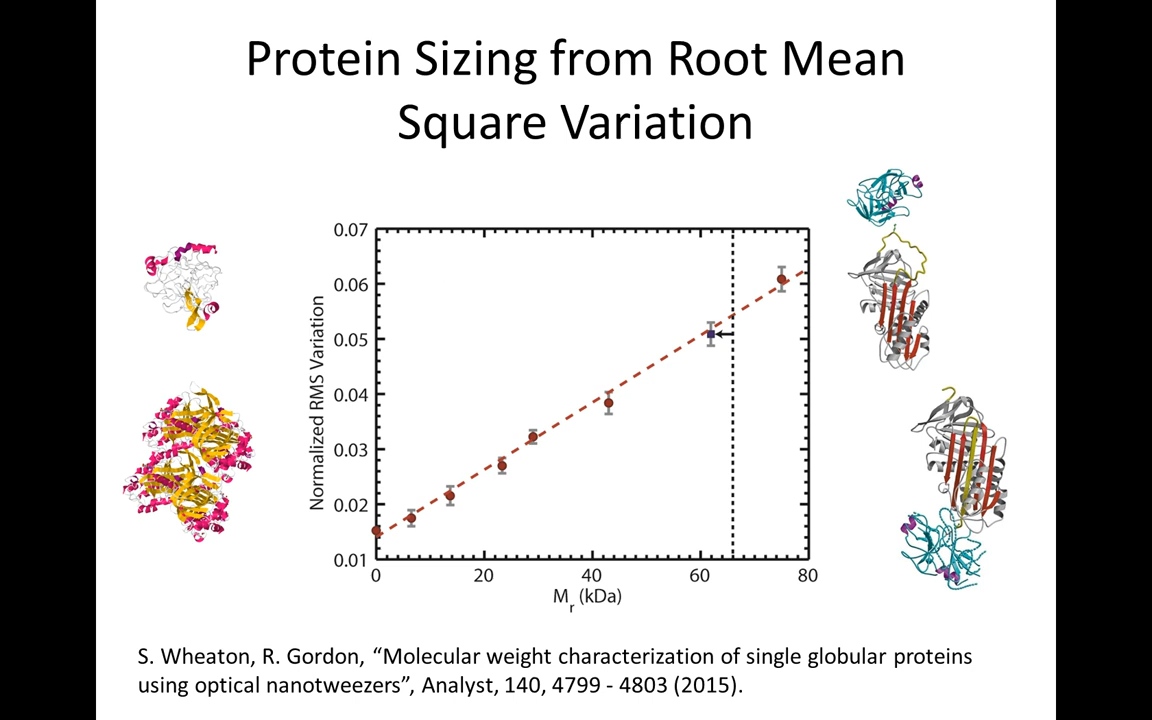 Protein Sizing from Root Mean
Square Variation
Normalized RMS Variation
0.07
0.06
0.05
0.04
0.03
0.02
0.01
0 20 40 60 80
Mr (kDa)
S. Wheaton, R. Gordon, “Molecular weight characterization of single globular proteins
using optical nanotweezers”, Analyst, 140, 4799 - 4803 (2015).